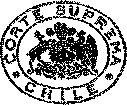 CORTE SUPREMA
* CHILE *